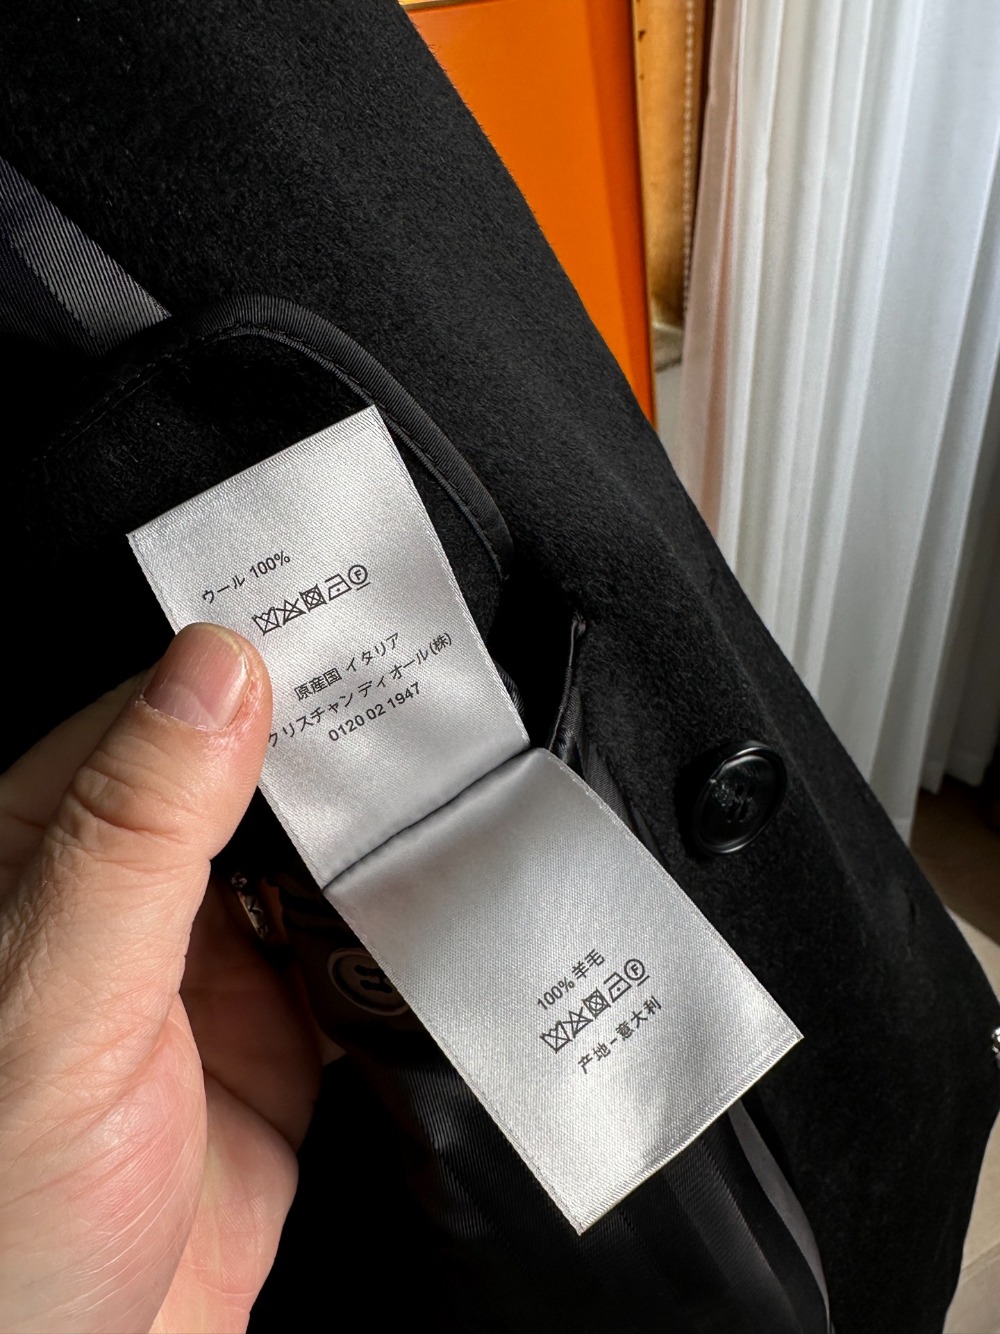 ウール 100%
F
原産国 イタリア
クリスチャン ディオール(株)
0120 02 1947
100% 羊毛
F
产地－意大利